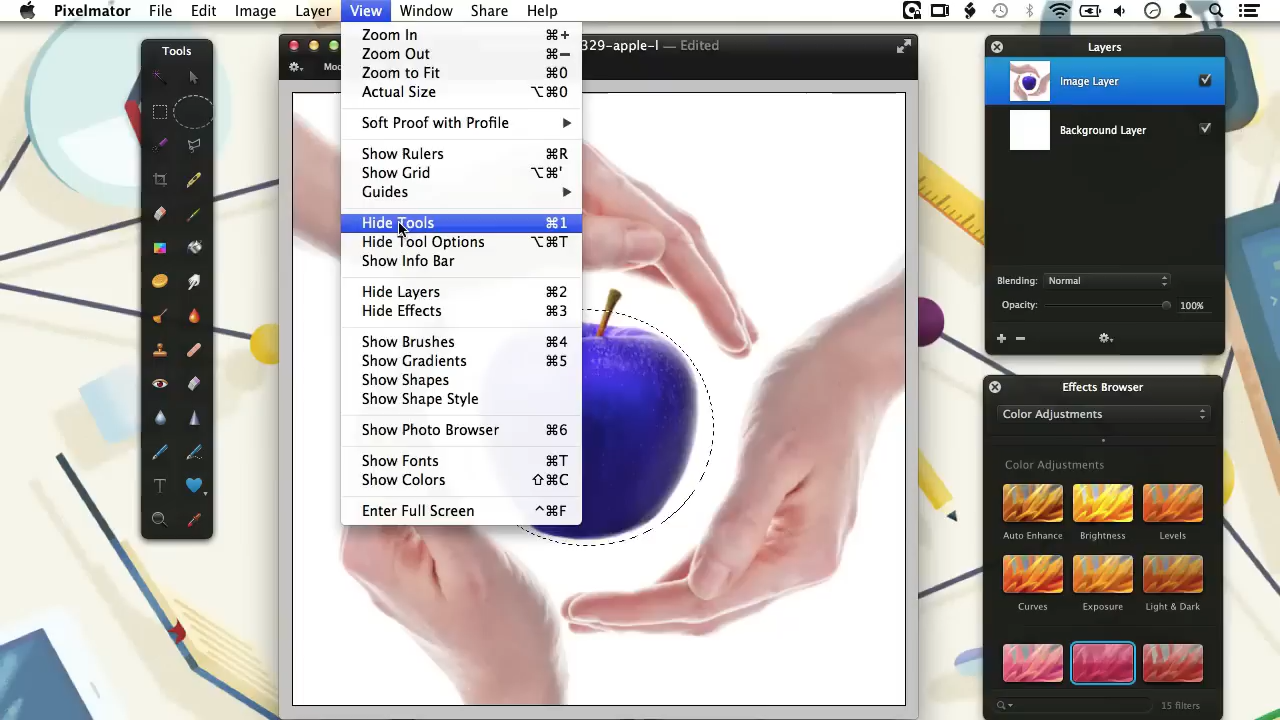 Pixelmator File Edit Image Layer View Window Share Help
Tools
Zoom In ⌘+
Zoom Out ⌘−
Zoom to Fit ⌘0
Actual Size ⌥⌘0
Soft Proof with Profile
Show Rulers ⌘R
Show Grid ⌥⌘'
Guides
Hide Tools ⌘1
Hide Tool Options ⌥⌘T
Show Info Bar
Hide Layers ⌘2
Hide Effects ⌘3
Show Brushes ⌘4
Show Gradients ⌘5
Show Shapes
Show Shape Style
Show Photo Browser ⌘6
Show Fonts ⌘T
Show Colors ⇧⌘C
Enter Full Screen ^⌘F
329-apple-l — Edited
Layers
Image Layer
Background Layer
Blending: Normal
Opacity: 100%
Effects Browser
Color Adjustments
Color Adjustments
Auto Enhance Brightness Levels
Curves Exposure Light & Dark
15 filters